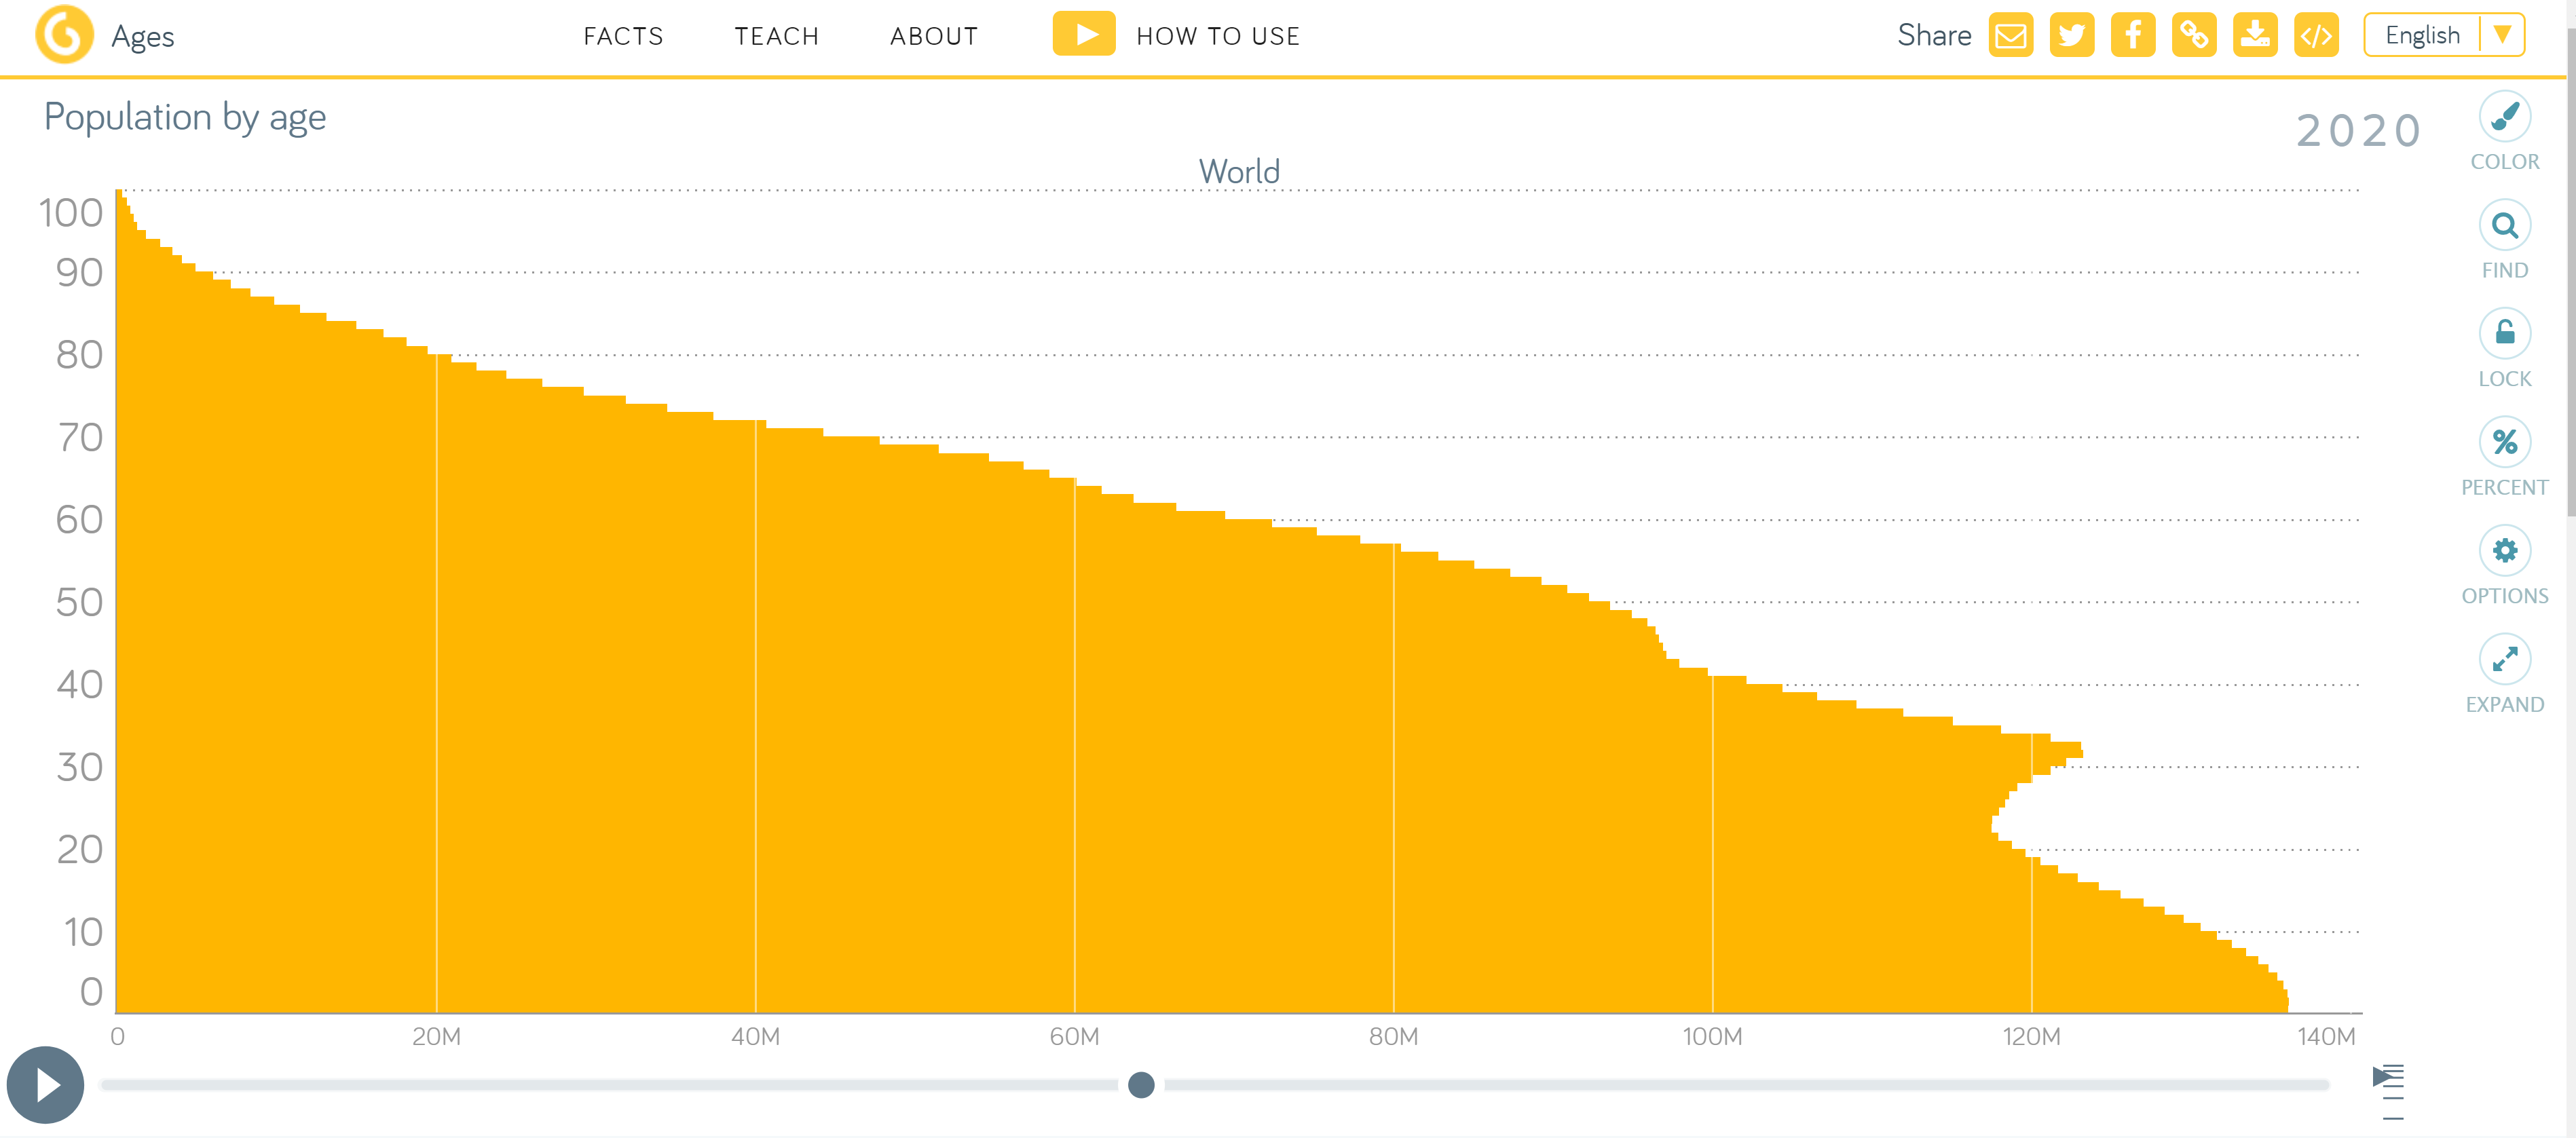 Ages FACTS TEACH ABOUT HOW TO USE Share English
Population by age
2020
World
COLOR
FIND
LOCK
PERCENT
OPTIONS
EXPAND
100
90
80
70
60
50
40
30
20
10
0
0 20M 40M 60M 80M 100M 120M 140M